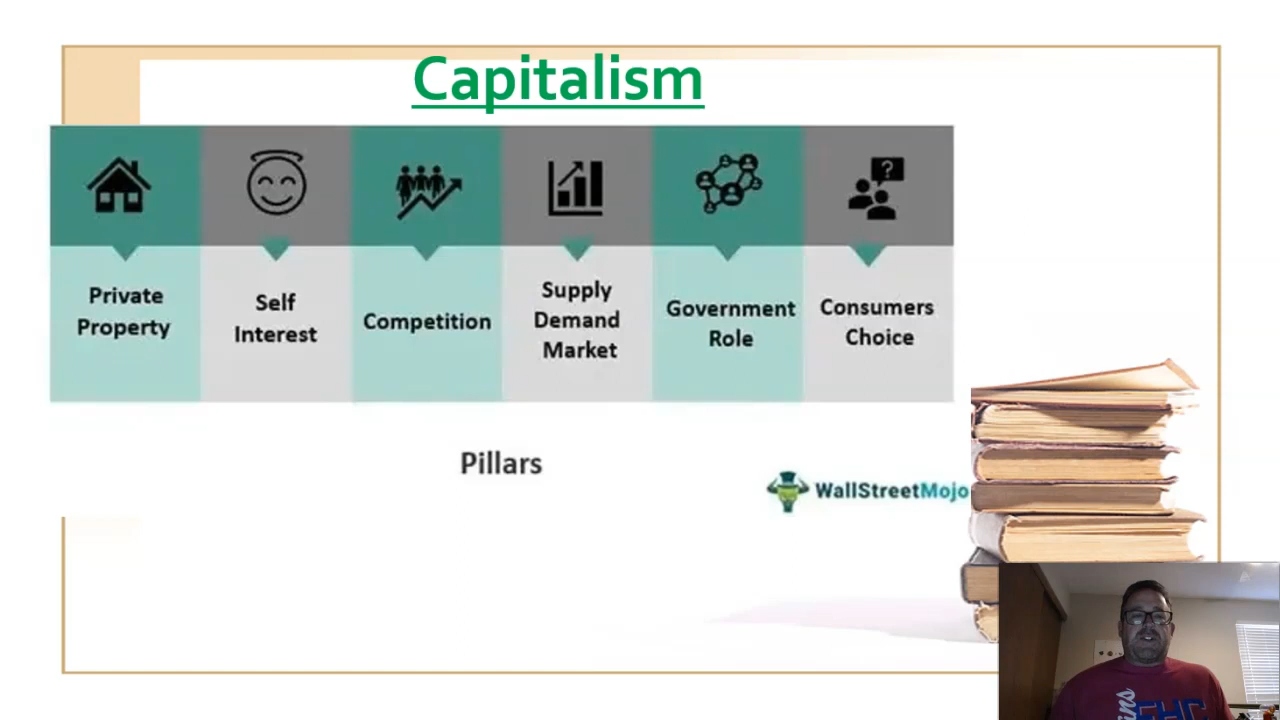 Capitalism
?
Private
Property
Self
Interest
Competition
Supply
Demand
Market
Government
Role
Consumers
Choice
Pillars
WallStreetMojo